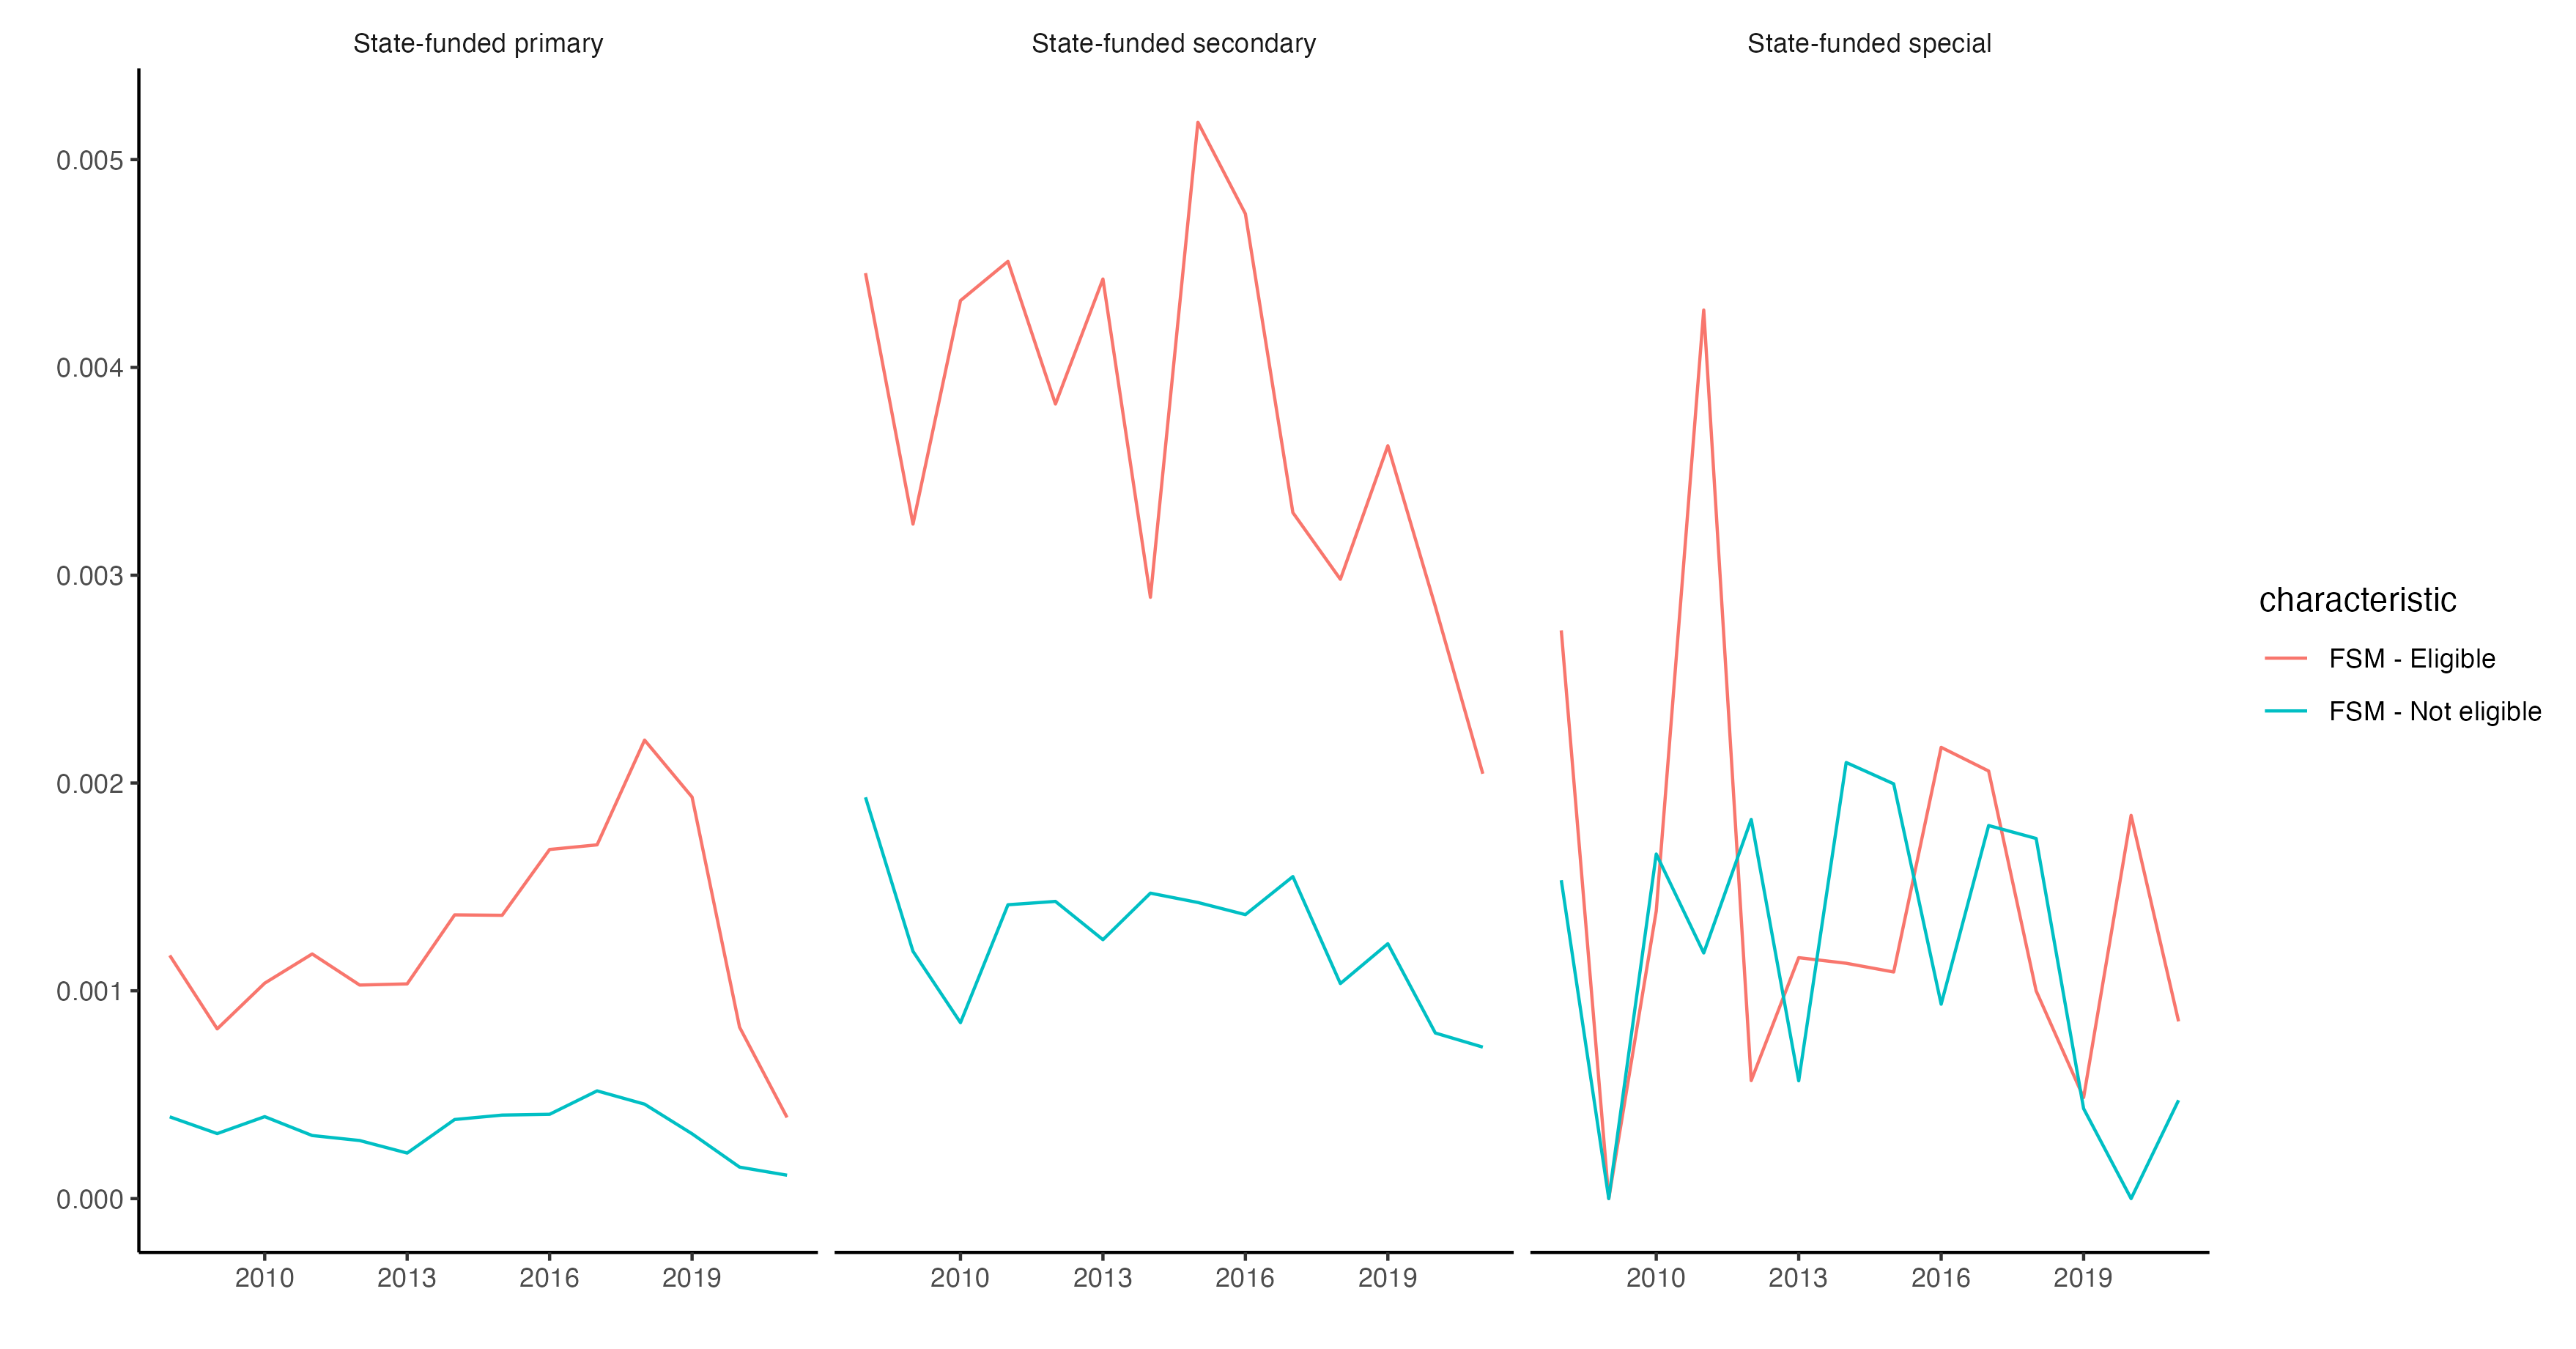 State-funded primary State-funded secondary State-funded special
0.005
0.004
0.003
0.002
0.001
0.000
2010 2013 2016 2019 2010 2013 2016 2019 2010 2013 2016 2019
characteristic
FSM - Eligible
FSM - Not eligible